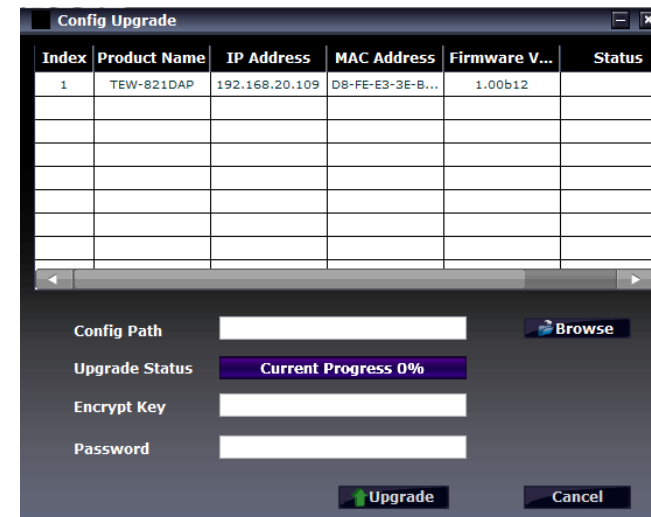 Config Upgrade
Index Product Name IP Address MAC Address Firmware V... Status
1 TEW-821DAP 192.168.20.109 D8-FE-E3-3E-B... 1.00b12
Config Path Browse
Upgrade Status Current Progress 0%
Encrypt Key
Password
Upgrade Cancel